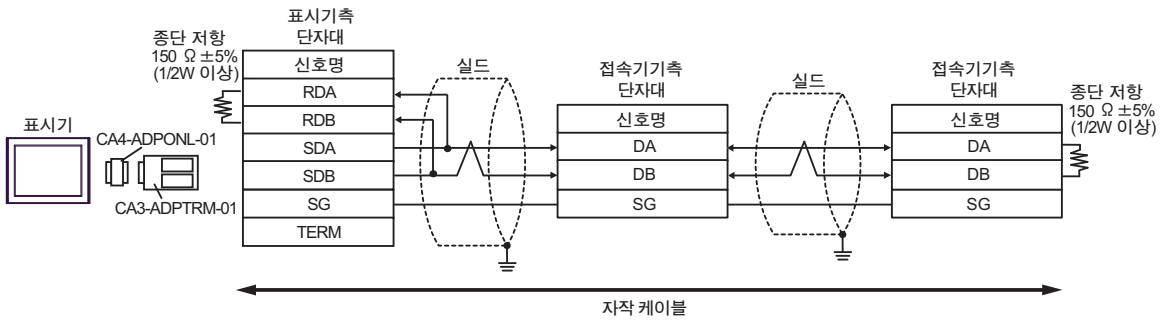 표시기측
단자대
종단 저항
150 Ω ±5%
(1/2W 이상)
신호명
RDA
RDB
SDA
SDB
SG
TERM
표시기
CA4-ADPONL-01
CA3-ADPTRM-01
실드
접속기기측
단자대
신호명
DA
DB
SG
실드
접속기기측
단자대
신호명
DA
DB
SG
종단 저항
150 Ω ±5%
(1/2W 이상)
자작 케이블